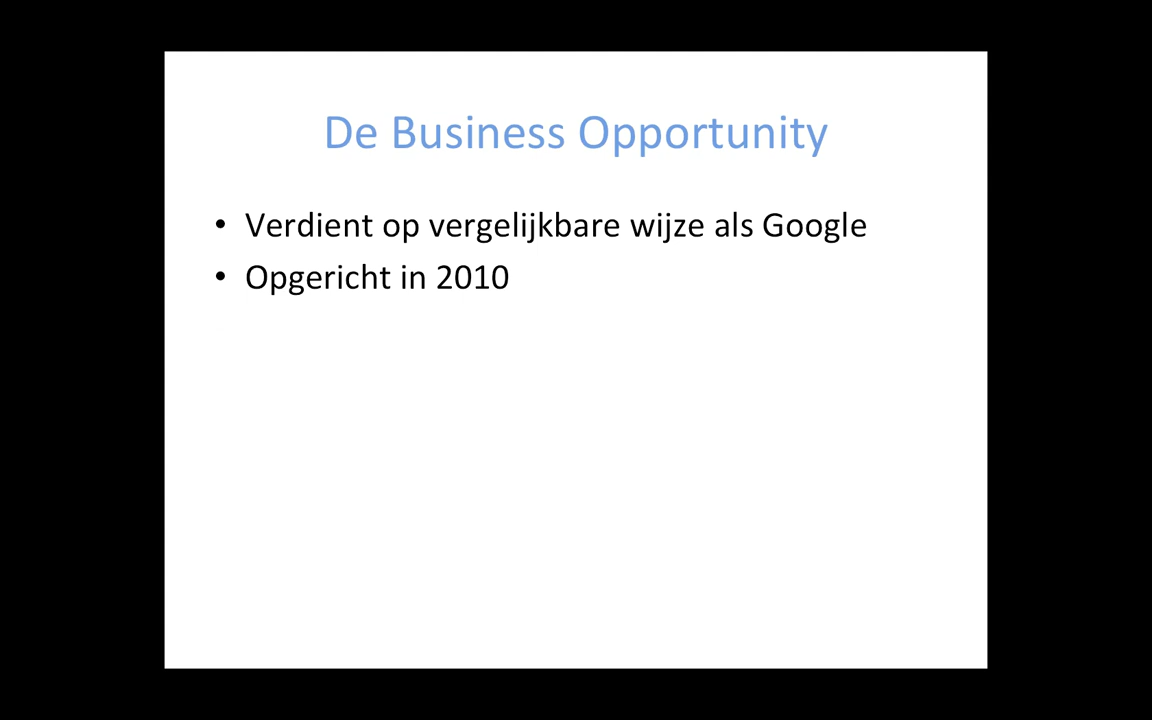 De Business Opportunity
• Verdient op vergelijkbare wijze als Google
• Opgericht in 2010